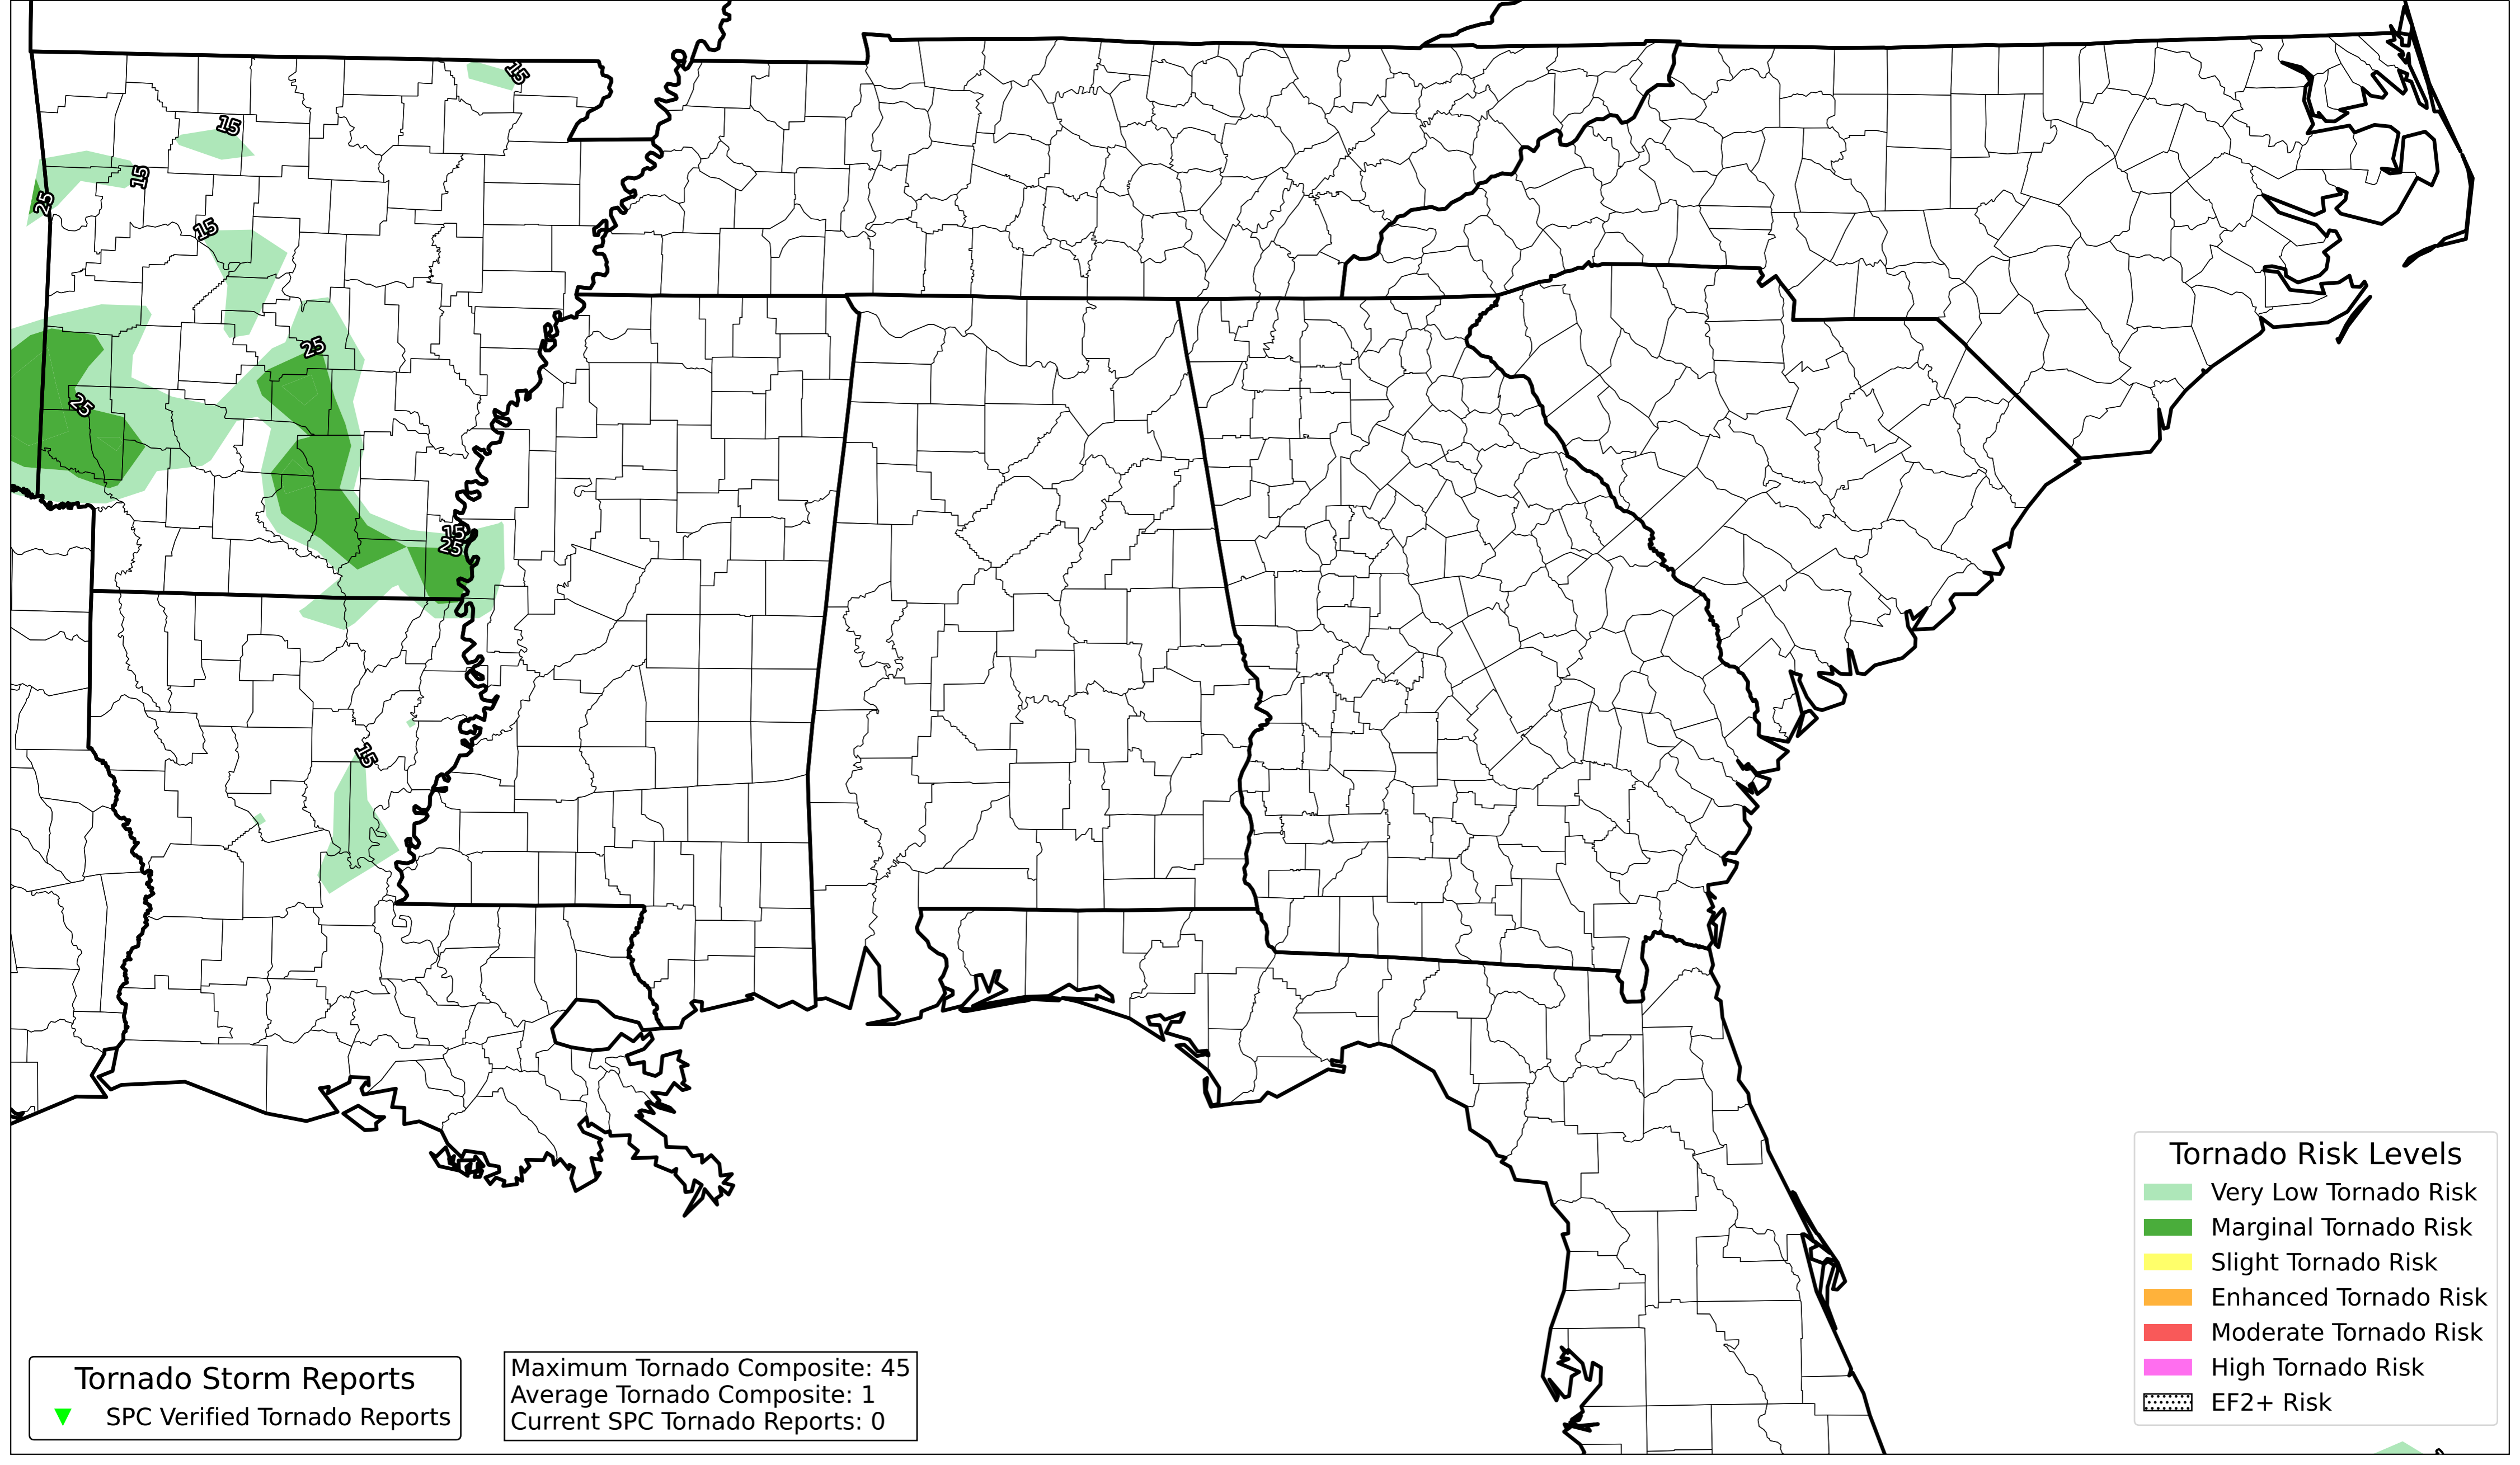 15
15
15
25
15
25
25
15
25
15
Tornado Risk Levels
Very Low Tornado Risk
Marginal Tornado Risk
Slight Tornado Risk
Enhanced Tornado Risk
Moderate Tornado Risk
High Tornado Risk
EF2+ Risk
Tornado Storm Reports
SPC Verified Tornado Reports
Maximum Tornado Composite: 45
Average Tornado Composite: 1
Current SPC Tornado Reports: 0